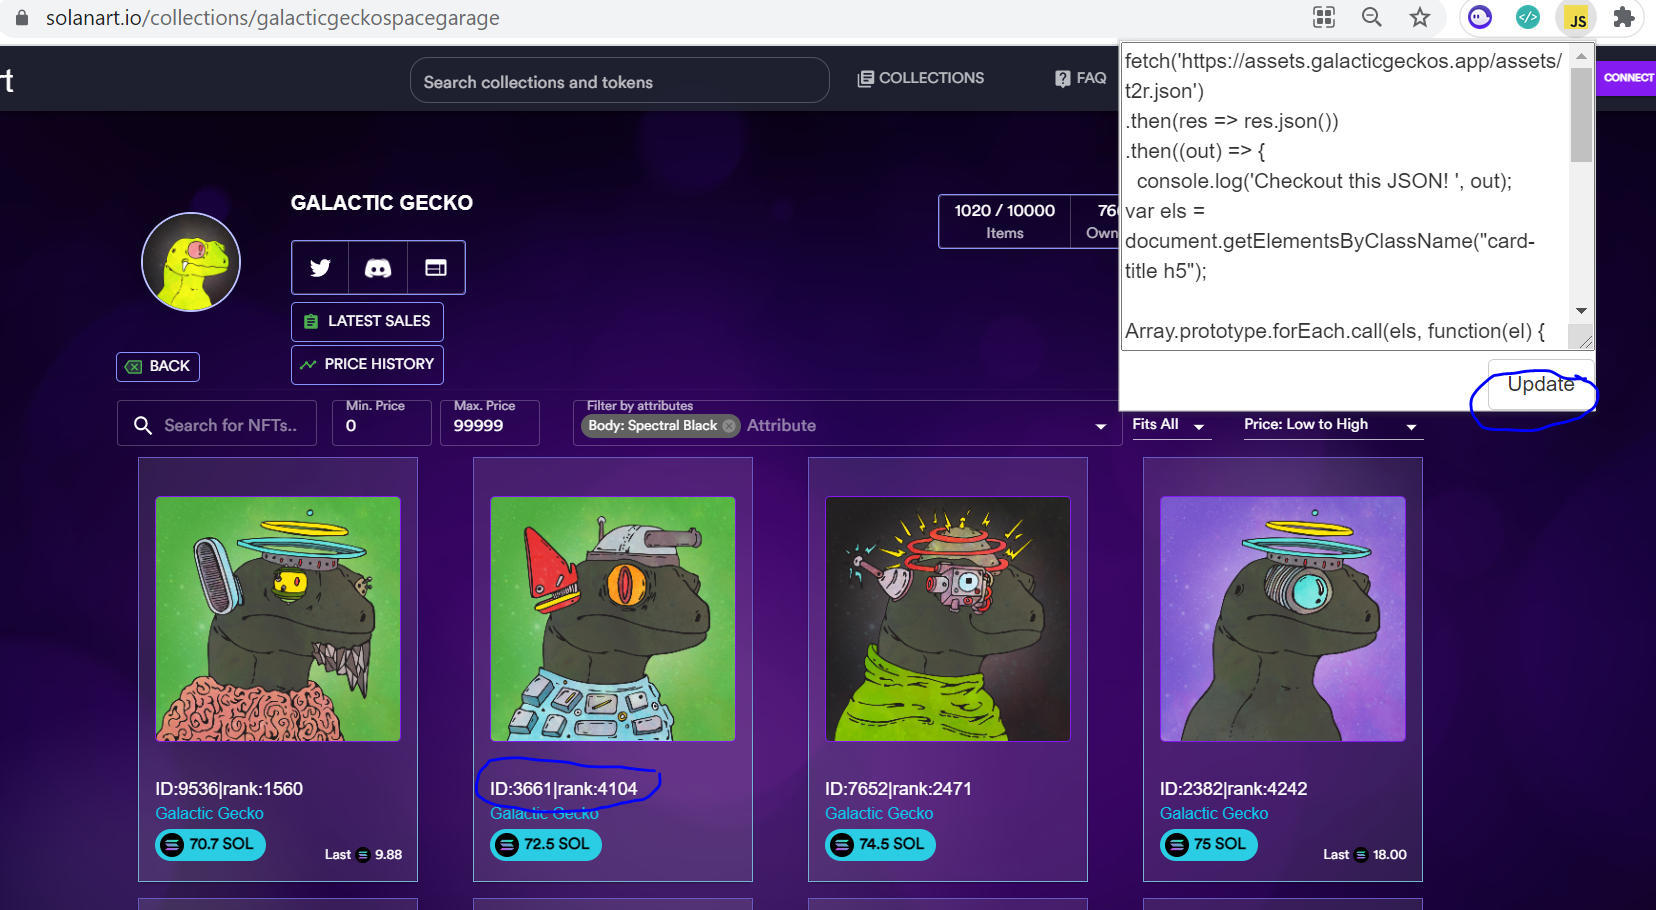 solanart.io/collections/galacticgeckospacegarage
JS
rt
Search collections and tokens
COLLECTIONS
FAQ
CONNECT
fetch('https://assets.galacticgeckos.app/assets/
t2r.json')
.then(res => res.json())
.then((out) => {
console.log('Checkout this JSON! ', out);
var els =
document.getElementsByClassName("card-
title h5");
Array.prototype.forEach.call(els, function(el) {
Update
GALACTIC GECKO
1020 / 10000
Items
76
Own
LATEST SALES
PRICE HISTORY
BACK
Search for NFTs..
Min. Price
0
Max. Price
99999
Filter by attributes
Body: Spectral Black
Attribute
Fits All
Price: Low to High
ID:9536|rank:1560
Galactic Gecko
70.7 SOL
Last 9.88
ID:3661|rank:4104
Galactic Gecko
72.5 SOL
ID:7652|rank:2471
Galactic Gecko
74.5 SOL
ID:2382|rank:4242
Galactic Gecko
75 SOL
Last 18.00